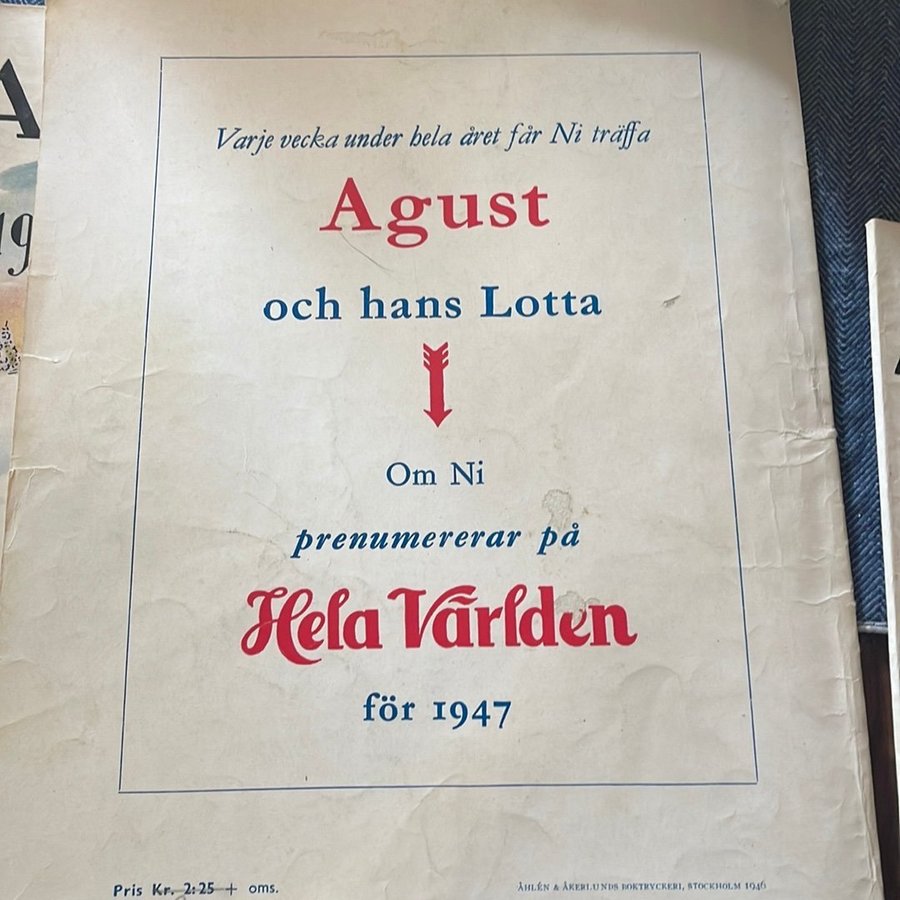 Varje vecka under hela året får Ni träffa
Agust
och hans Lotta
Om Ni
prenumererar på
Hela Världen
för 1947
Pris Kr. 2:25 + oms.
ÅHLÉN & ÅKERLUNDS BOKTRYCKERI, STOCKHOLM 1946
A
19